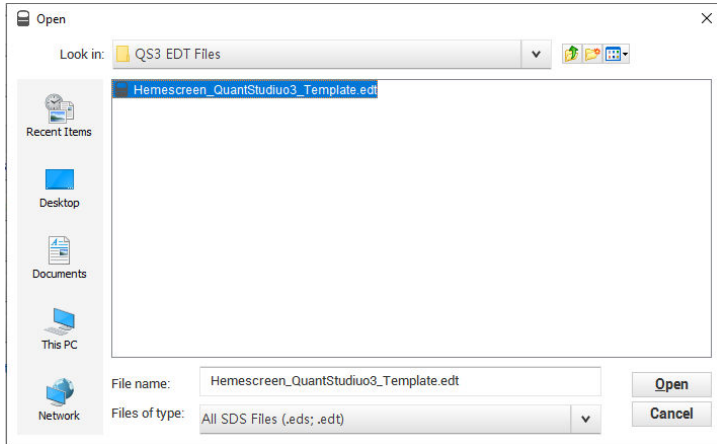 Open
Look in: QS3 EDT Files
Hemescreen_QuantStudiuo3_Template.edt
Recent Items
Desktop
Documents
This PC
Network
File name: Hemescreen_QuantStudiuo3_Template.edt Open
Files of type: All SDS Files (.eds; .edt) Cancel